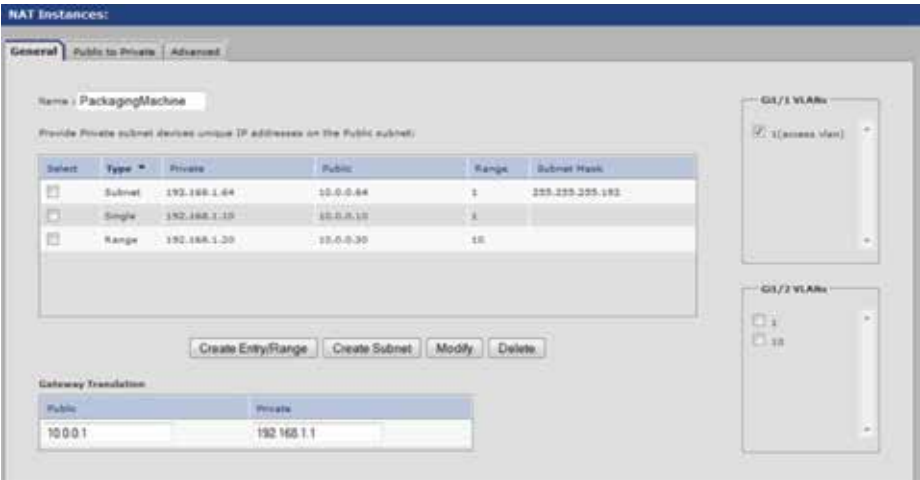 NAT Instances:
General Public to Private Advanced
Name : PackagingMachine
Provide Private subnet devices unique IP addresses on the Public subnet:
Select Type Private Public Range Subnet Mask
Subnet 192.168.1.64 10.0.0.64 1 255.255.255.192
Single 192.168.1.10 10.0.0.10 1
Range 192.168.1.20 10.0.0.30 10
Create Entry/Range Create Subnet Modify Delete
Gateway Translation
Public Private
10.0.0.1 192.168.1.1
Gi1/1 VLANs
1(access vlan)
Gi1/2 VLANs
1
10